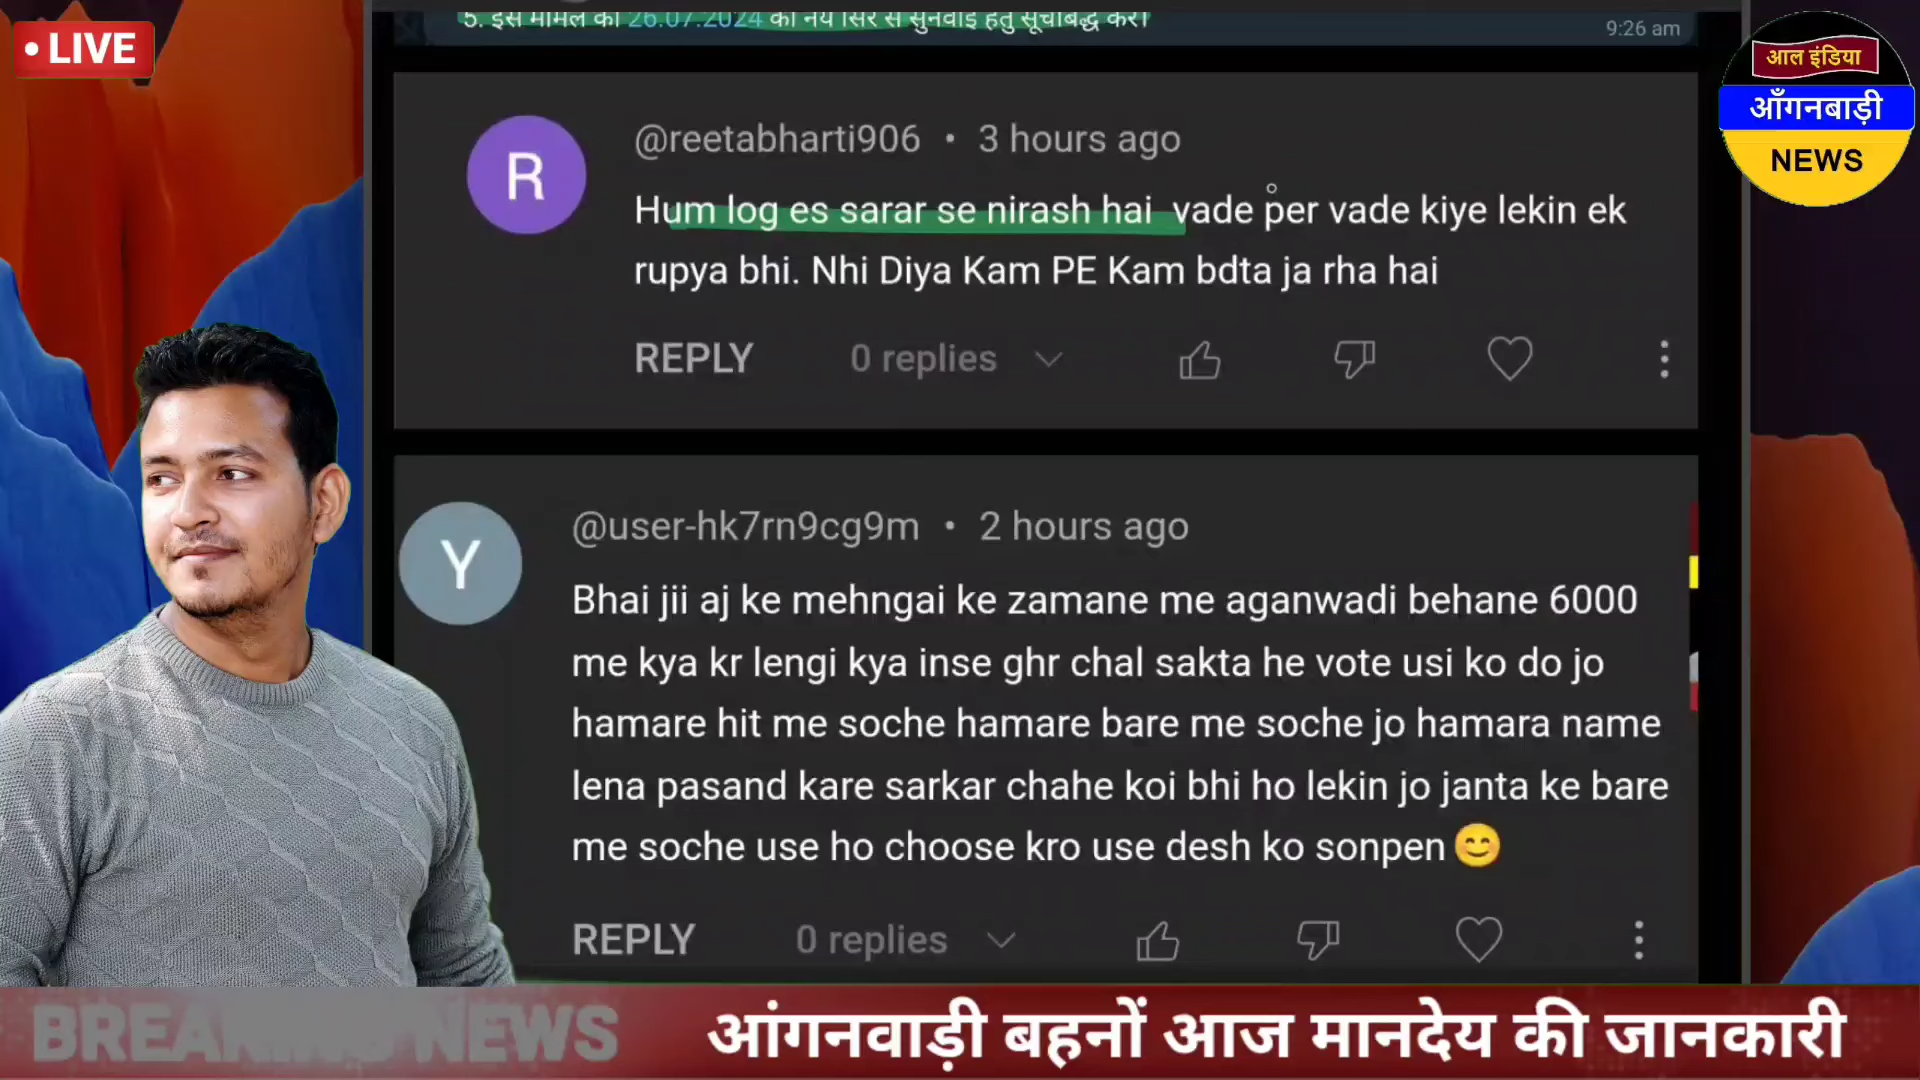 5. इस मामले को 26.07.2024 को नये सिरे से सुनवाई हेतु सूचीबद्ध करें।
9:26 am
• LIVE
आल इंडिया
आँगनबाड़ी
NEWS
R
@reetabharti906 • 3 hours ago
Hum log es sarar se nirash hai vade per vade kiye lekin ek
rupya bhi. Nhi Diya Kam PE Kam bdta ja rha hai
REPLY 0 replies
Y
@user-hk7rn9cg9m • 2 hours ago
Bhai jii aj ke mehngai ke zamane me aganwadi behane 6000
me kya kr lengi kya inse ghr chal sakta he vote usi ko do jo
hamare hit me soche hamare bare me soche jo hamara name
lena pasand kare sarkar chahe koi bhi ho lekin jo janta ke bare
me soche use ho choose kro use desh ko sonpen 😊
REPLY 0 replies
BREAKING NEWS
आंगनवाड़ी बहनों आज मानदेय की जानकारी